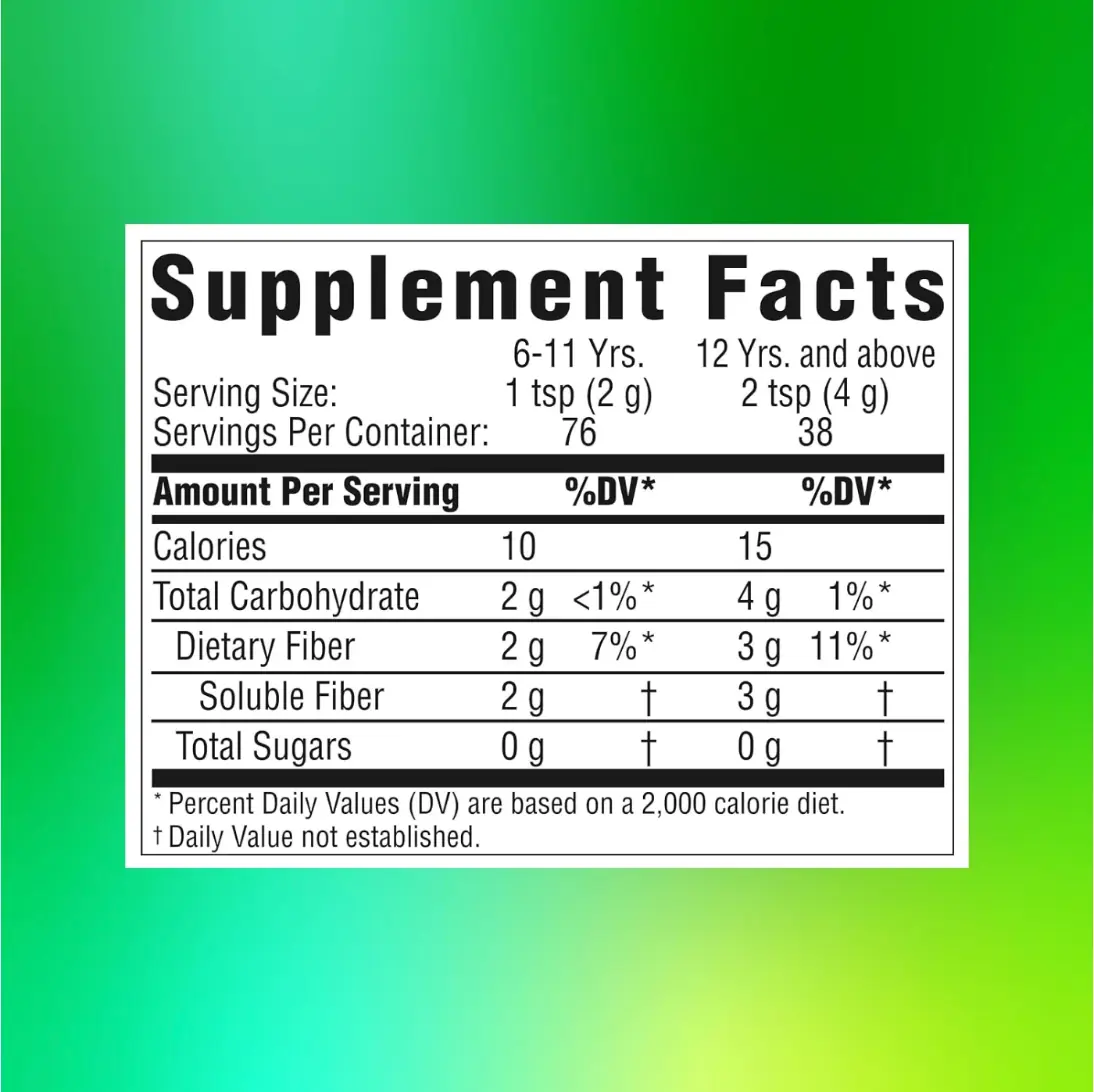 Supplement Facts
6-11 Yrs. 12 Yrs. and above
Serving Size: 1 tsp (2 g) 2 tsp (4 g)
Servings Per Container: 76 38
Amount Per Serving %DV* %DV*
Calories 10 15
Total Carbohydrate 2 g <1%* 4 g 1%*
Dietary Fiber 2 g 7%* 3 g 11%*
Soluble Fiber 2 g † 3 g †
Total Sugars 0 g † 0 g †
* Percent Daily Values (DV) are based on a 2,000 calorie diet.
† Daily Value not established.